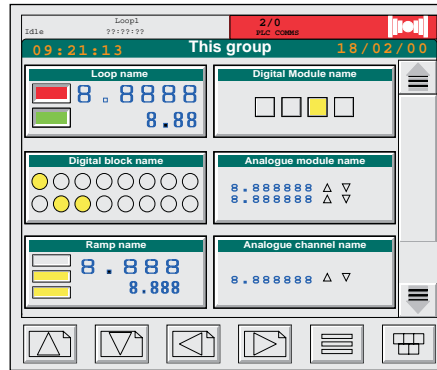 Loop1
2/0
Idle
??:??:??
PLC COMMS
09:21:13
This group
18/02/00
Loop name
8.8888
8.88
Digital Module name
Digital block name
Analogue module name
8.888888
8.888888
Ramp name
8.888
8.888
Analogue channel name
8.888888